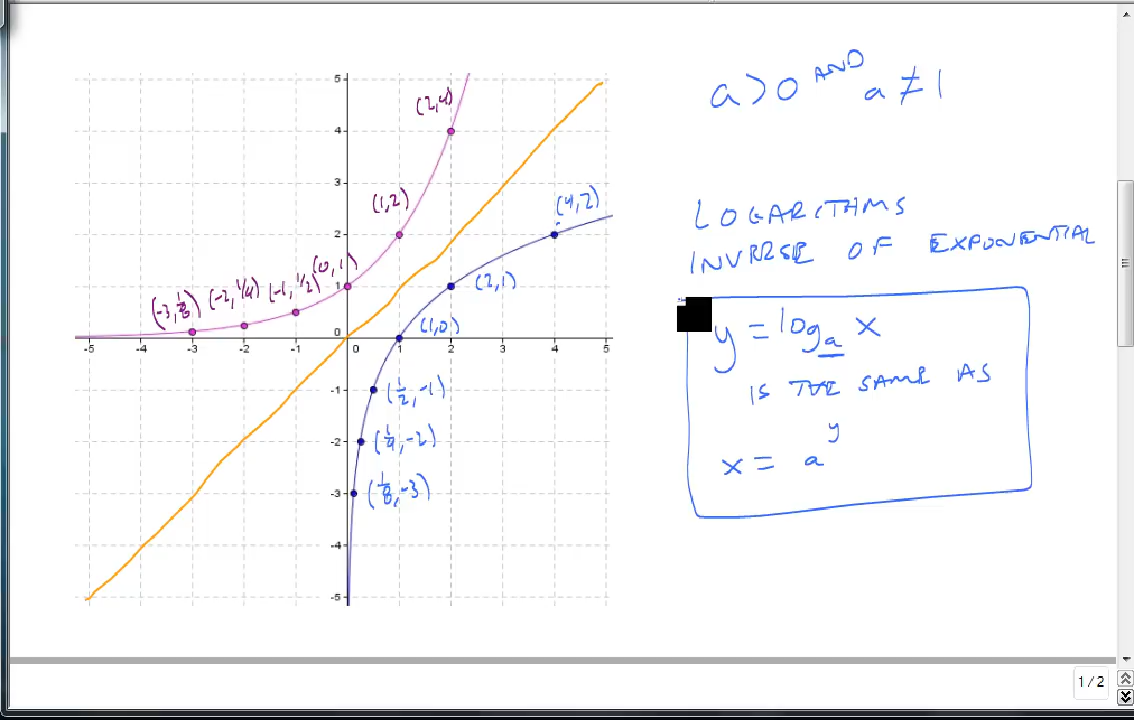 a > 0 AND a ≠ 1
LOGARITHMS
INVERSE OF EXPONENTIAL
y = log_a x
IS THE SAME AS
x = a^y
(2,4)
(1,2)
(0,1)
(-1, 1/2)
(-2, 1/4)
(-3, 1/8)
(4,2)
(2,1)
(1,0)
(1/2, -1)
(1/4, -2)
(1/8, -3)
5
4
3
2
1
0
-5 -4 -3 -2 -1 0 1 2 3 4 5
-1
-2
-3
-4
-5
1 / 2